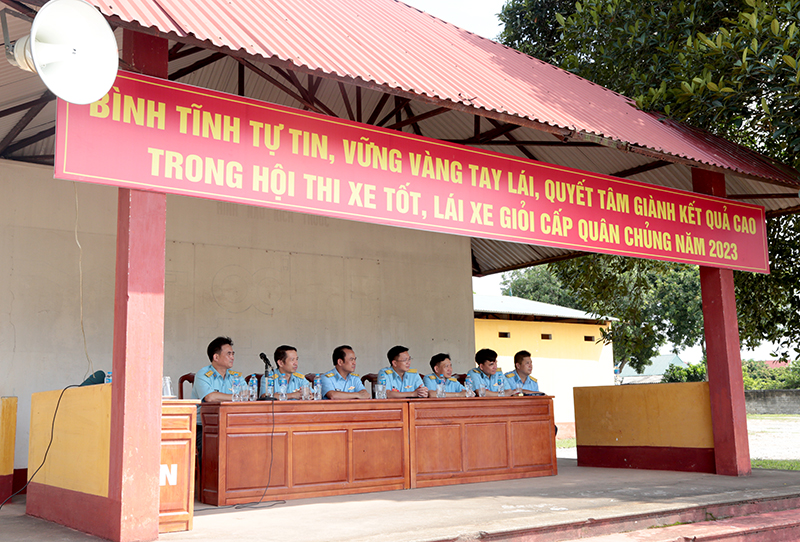 BÌNH TĨNH TỰ TIN, VỮNG VÀNG TAY LÁI, QUYẾT TÂM GIÀNH KẾT QUẢ CAO
TRONG HỘI THI XE TỐT, LÁI XE GIỎI CẤP QUÂN CHỦNG NĂM 2023